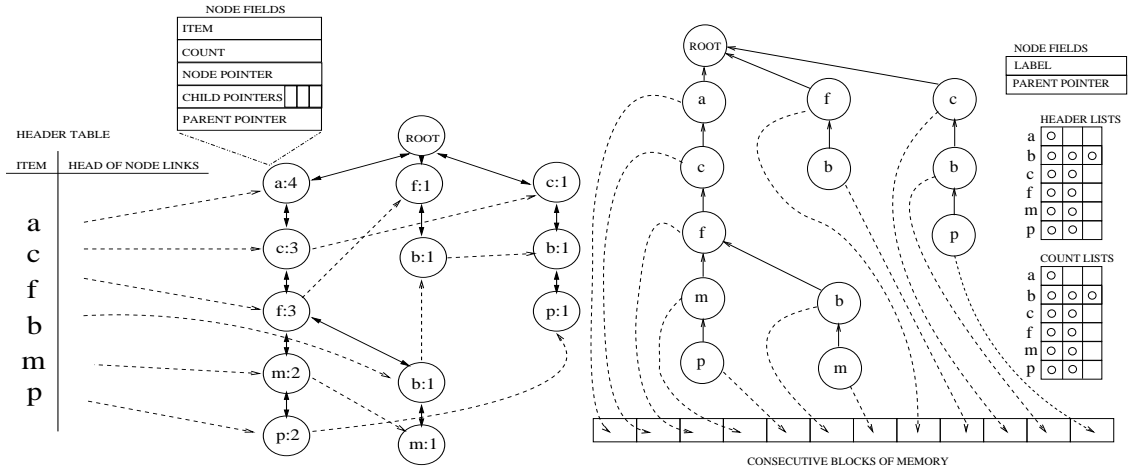 NODE FIELDS
ITEM
COUNT
NODE POINTER
CHILD POINTERS
PARENT POINTER
HEADER TABLE
ITEM HEAD OF NODE LINKS
a
c
f
b
m
p
ROOT
a:4
f:1
c:1
c:3
b:1
b:1
f:3
p:1
m:2
b:1
p:2
m:1
ROOT
a
f
c
c
b
b
f
p
m
b
p
m
NODE FIELDS
LABEL
PARENT POINTER
HEADER LISTS
a
b
c
f
m
p
COUNT LISTS
a
b
c
f
m
p
CONSECUTIVE BLOCKS OF MEMORY